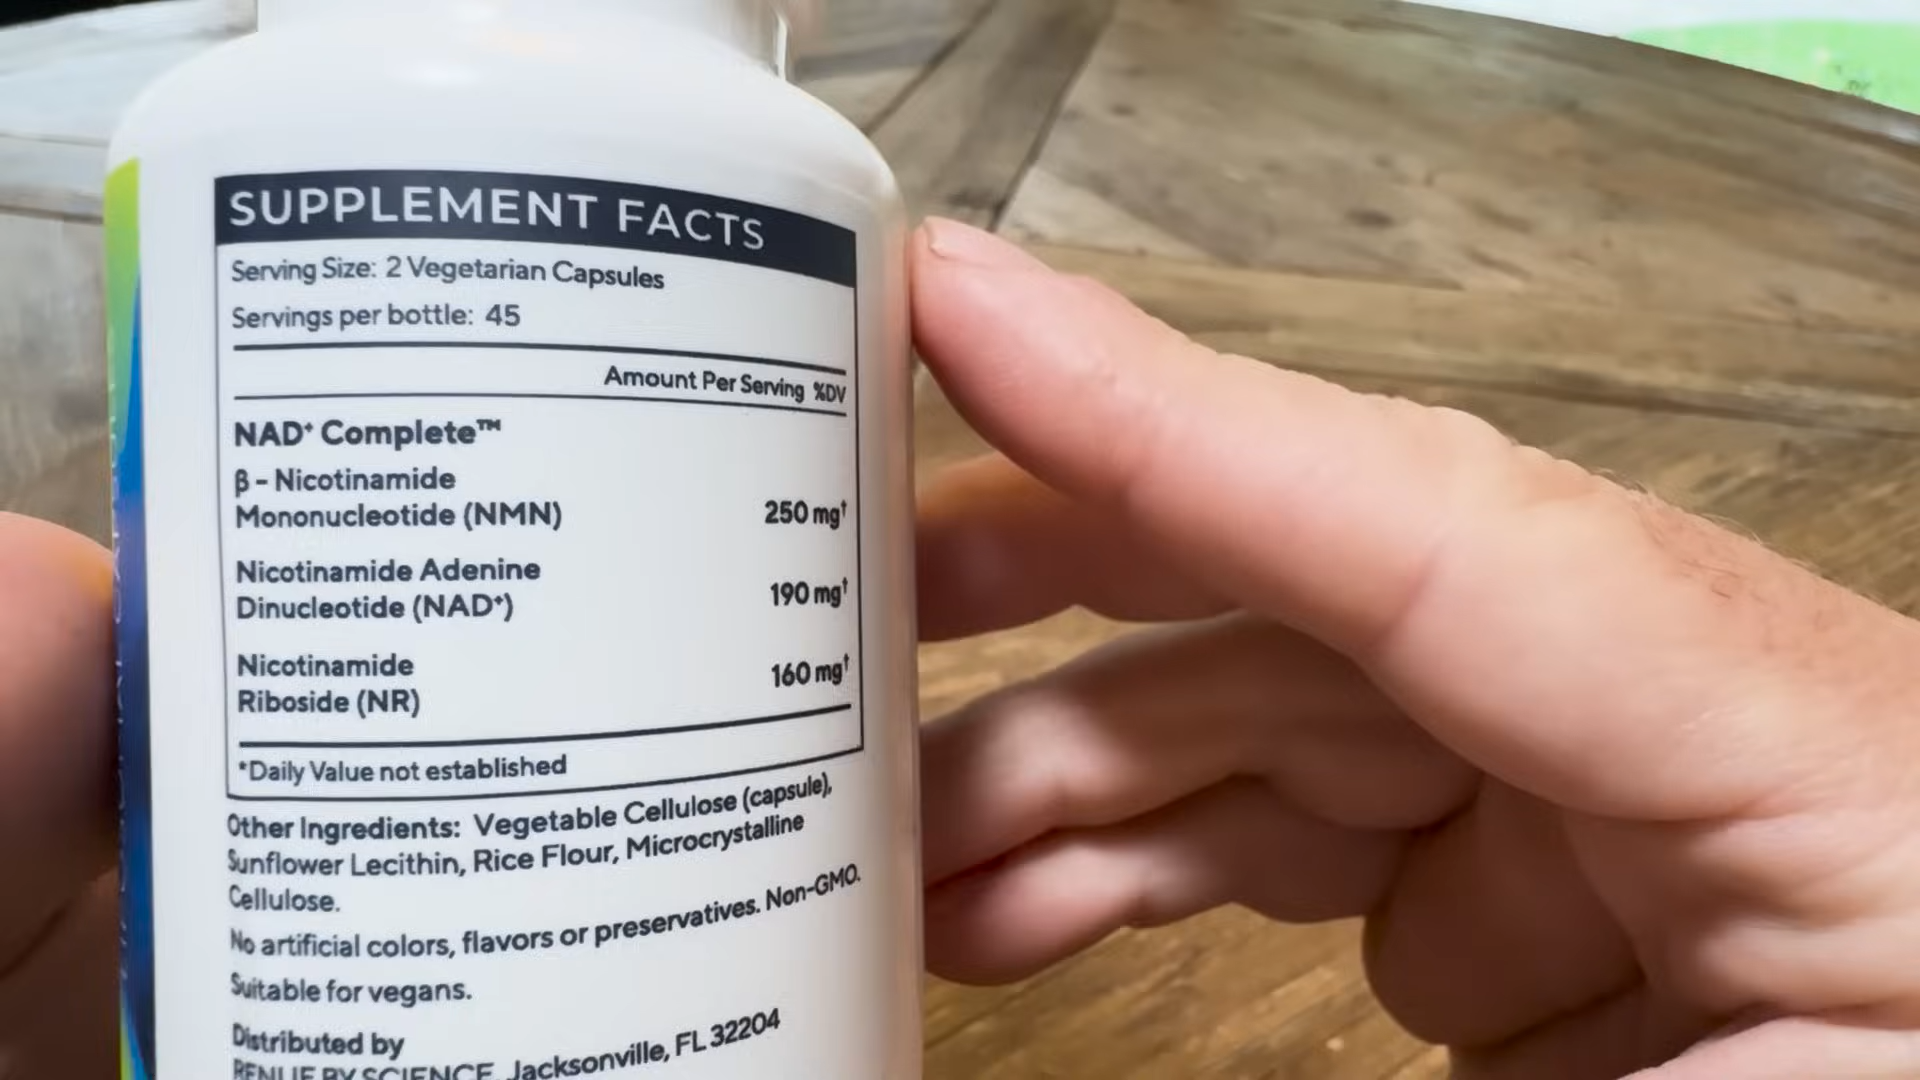 SUPPLEMENT FACTS
Serving Size: 2 Vegetarian Capsules
Servings per bottle: 45
Amount Per Serving %DV
NAD⁺ Complete™
β - Nicotinamide
Mononucleotide (NMN) 250 mg†
Nicotinamide Adenine
Dinucleotide (NAD⁺) 190 mg†
Nicotinamide
Riboside (NR) 160 mg†
*Daily Value not established
Other Ingredients: Vegetable Cellulose (capsule),
Sunflower Lecithin, Rice Flour, Microcrystalline
Cellulose.
No artificial colors, flavors or preservatives. Non-GMO.
Suitable for vegans.
Distributed by
RENUE BY SCIENCE, Jacksonville, FL 32204